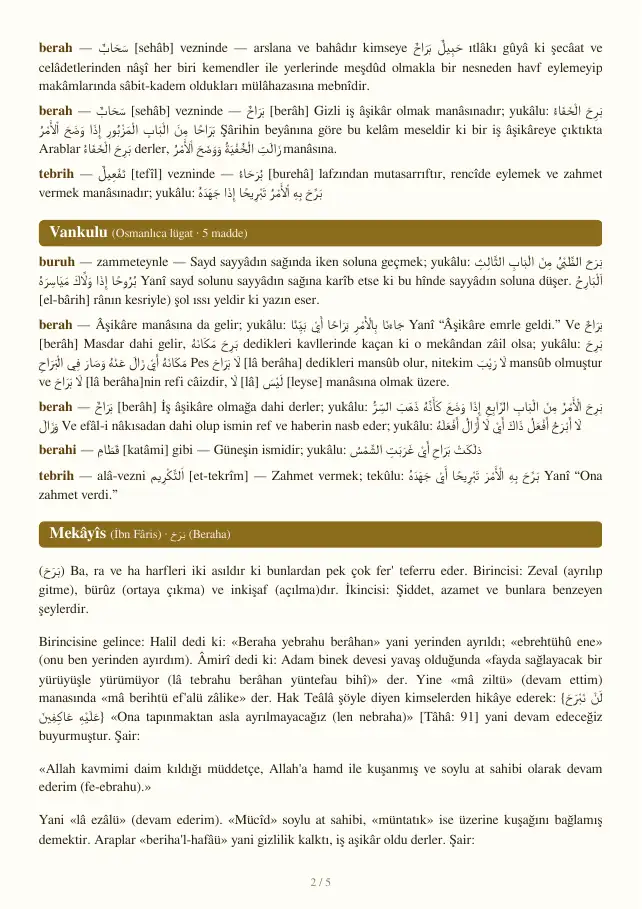 berah — سَحَابٌ [sehâb] vezninde — arslana ve bahâdır kimseye حَبِيلُ بَرَاحٍ ıtlâkı gûyâ ki şecâat ve
celâdetlerinden nâşî her biri kemendler ile yerlerinde meşdûd olmakla bir nesneden havf eylemeyip
makâmlarında sâbit-kadem oldukları mülâhazasına mebnîdir.
berah — سَحَابٌ [sehâb] vezninde — بَرَاحٌ [berâh] Gizli iş âşikâr olmak manâsınadır; yukâlu: بَرِحَ الْخَفَاءُ
بَرَاحًا مِنَ الْبَابِ الْمَزْبُورِ إِذَا وَضَحَ الْأَمْرُ Şârihin beyânına göre bu kelâm meseldir ki bir iş âşikâreye çıktıkta
Arablar بَرِحَ الْخَفَاءُ derler, زَالَتِ الْخُفْيَةُ وَوَضَحَ الْأَمْرُ manâsına.
tebrih — تَفْعِيلٌ [tefîl] vezninde — بُرَحَاءُ [burehâ] lafzından mutasarrıftır, rencîde eylemek ve zahmet
vermek manâsınadır; yukâlu: بَرَّحَ بِهِ الْأَمْرُ تَبْرِيحًا إِذَا جَهَدَهُ
Vankulu (Osmanlıca lügat · 5 madde)
buruh — zammeteynle — Sayd sayyâdın sağında iken soluna geçmek; yukâlu: بَرَحَ الظَّبْيُ مِنَ الْبَابِ الثَّالِثِ
بُرُوحًا إِذَا وَلَّاكَ مَيَاسِرَهُ Yanî sayd solunu sayyâdın sağına karîb etse ki bu hînde sayyâdın soluna düşer. اَلْبَارِحُ
[el-bârih] rânın kesriyle) şol ıssı yeldir ki yazın eser.
berah — Âşikâre manâsına da gelir; yukâlu: جَاءَنَا بِالْأَمْرِ بَرَاحًا أَيْ بَيِّنًا Yanî “Âşikâre emrle geldi.” Ve بَرَاحٌ
[berâh] Masdar dahi gelir, بَرِحَ مَكَانَهُ dedikleri kavllerinde kaçan ki o mekândan zâil olsa; yukâlu: بَرِحَ
مَكَانَهُ أَيْ زَالَ عَنْهُ وَصَارَ فِي الْبَرَاحِ Pes لَا بَرَاحَ [lâ berâha] dedikleri mansûb olur, nitekim لَا رَيْبَ mansûb olmuştur
ve لَا بَرَاحَ [lâ berâha]nin refi câizdir, لَا [lâ] لَيْسَ [leyse] manâsına olmak üzere.
berah — بَرَاحٌ [berâh] İş âşikâre olmağa dahi derler; yukâlu: بَرِحَ الْأَمْرُ مِنَ الْبَابِ الرَّابِعِ إِذَا وَضَحَ كَأَنَّهُ ذَهَبَ السِّرُّ
وَزَالَ Ve efâl-i nâkısadan dahi olup ismin ref ve haberin nasb eder; yukâlu: لَا أَبْرَحُ أَفْعَلُ ذَاكَ أَيْ لَا أَزَالُ أَفْعَلُهُ
berahi — قَطَامِ [katâmi] gibi — Güneşin ismidir; yukâlu: دَلَكَتْ بَرَاحِ أَيْ غَرَبَتِ الشَّمْسُ
tebrih — alâ-vezni اَلتَّكْرِيم [et-tekrîm] — Zahmet vermek; tekûlu: بَرَّحَ بِهِ الْأَمْرُ تَبْرِيحًا أَيْ جَهَدَهُ Yanî “Ona
zahmet verdi.”
Mekâyîs (İbn Fâris) · بَرَحَ (Beraha)
(بَرَحَ) Ba, ra ve ha harfleri iki asıldır ki bunlardan pek çok fer' teferru eder. Birincisi: Zeval (ayrılıp
gitme), bürûz (ortaya çıkma) ve inkişaf (açılma)dır. İkincisi: Şiddet, azamet ve bunlara benzeyen
şeylerdir.
Birincisine gelince: Halil dedi ki: «Beraha yebrahu berâhan» yani yerinden ayrıldı; «ebrehtühû ene»
(onu ben yerinden ayırdım). Âmirî dedi ki: Adam binek devesi yavaş olduğunda «fayda sağlayacak bir
yürüyüşle yürümüyor (lâ tebrahu berâhan yüntefau bihî)» der. Yine «mâ ziltü» (devam ettim)
manasında «mâ berihtü ef'alü zâlike» der. Hak Teâlâ şöyle diyen kimselerden hikâye ederek: {لَنْ نَبْرَحَ
عَلَيْهِ عَاكِفِينَ} «Ona tapınmaktan asla ayrılmayacağız (len nebraha)» [Tâhâ: 91] yani devam edeceğiz
buyurmuştur. Şair:
«Allah kavmimi daim kıldığı müddetçe, Allah'a hamd ile kuşanmış ve soylu at sahibi olarak devam
ederim (fe-ebrahu).»
Yani «lâ ezâlü» (devam ederim). «Mücîd» soylu at sahibi, «müntatık» ise üzerine kuşağını bağlamış
demektir. Araplar «beriha'l-hafâü» yani gizlilik kalktı, iş aşikâr oldu derler. Şair:
2 / 5